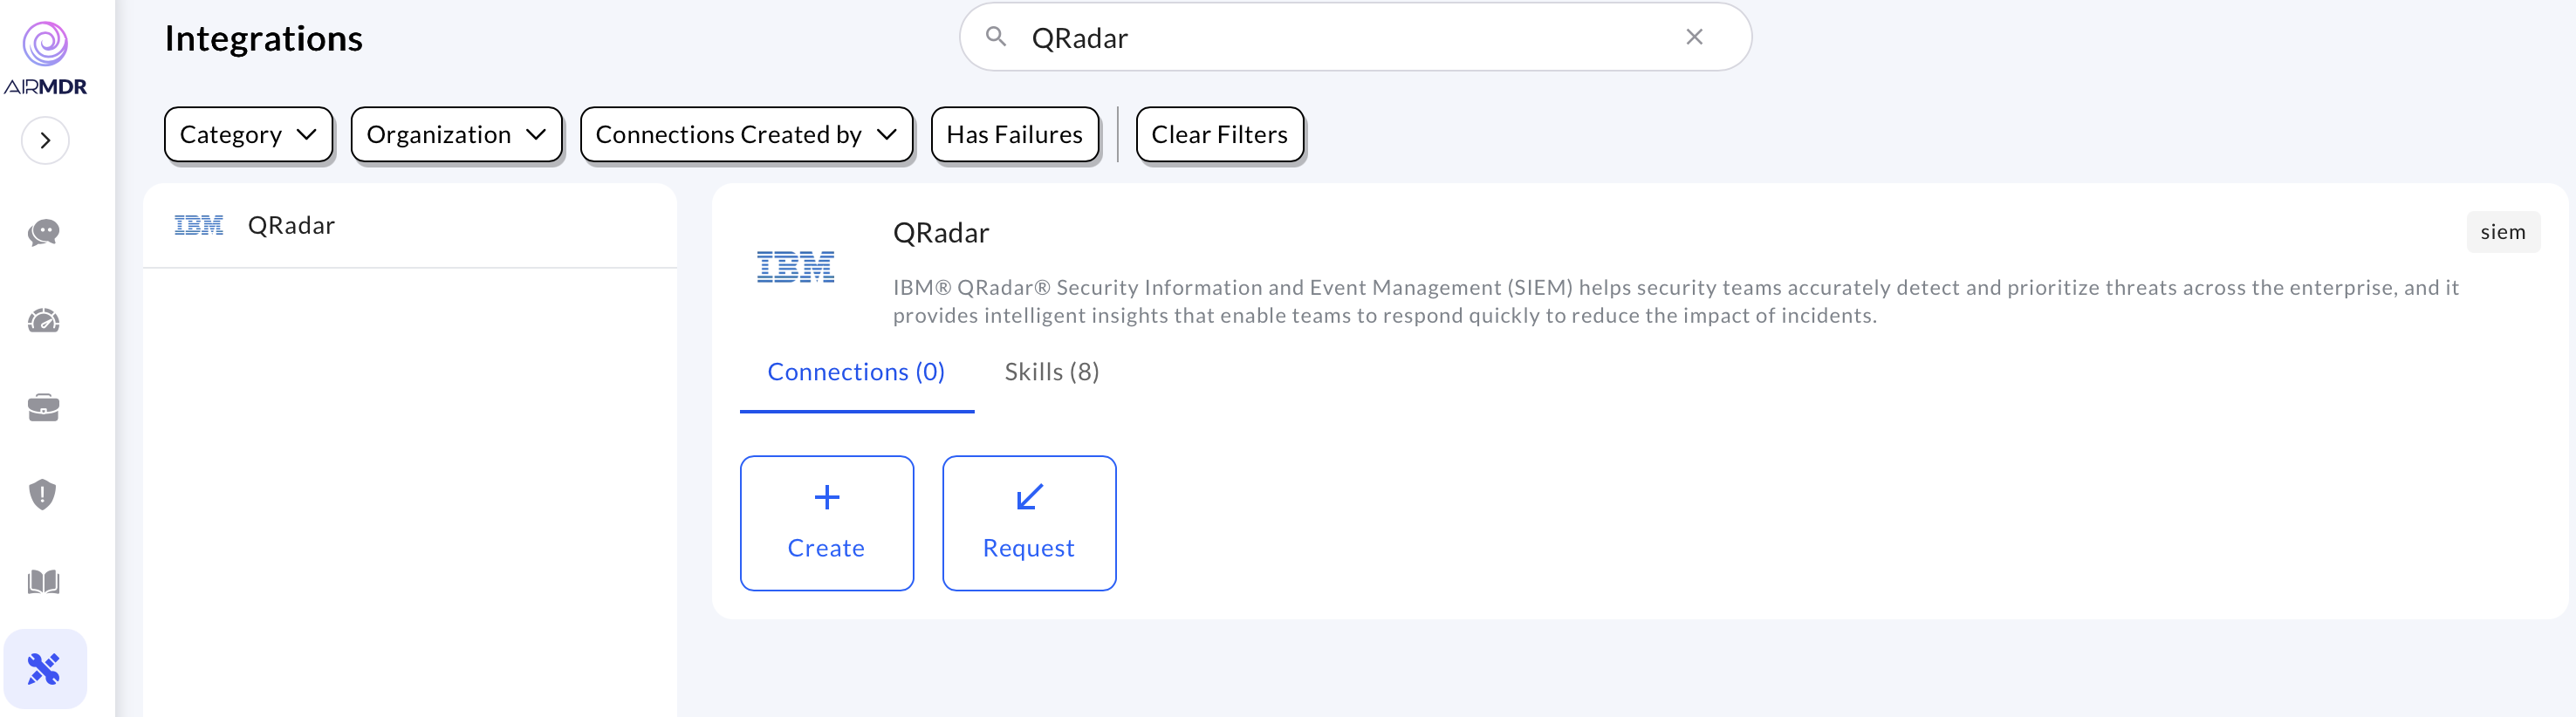 AIRMDR
Integrations
QRadar
Category
Organization
Connections Created by
Has Failures
Clear Filters
IBM QRadar
IBM
QRadar
siem
IBM® QRadar® Security Information and Event Management (SIEM) helps security teams accurately detect and prioritize threats across the enterprise, and it
provides intelligent insights that enable teams to respond quickly to reduce the impact of incidents.
Connections (0)
Skills (8)
Create
Request